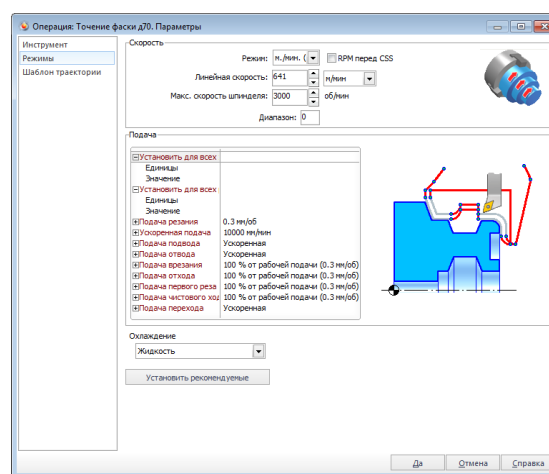 Операция: Точение фаски д70. Параметры
Инструмент
Режимы
Шаблон траектории
Скорость
Режим: м./мин. ( RPM перед CSS
Линейная скорость: 641 м/мин
Макс. скорость шпинделя: 3000 об/мин
Диапазон: 0
Подача
Установить для всех
Единицы
Значение
Установить для всех
Единицы
Значение
Подача резания 0.3 мм/об
Ускоренная подача 10000 мм/мин
Подача подвода Ускоренная
Подача отвода Ускоренная
Подача врезания 100 % от рабочей подачи (0.3 мм/об)
Подача отхода 100 % от рабочей подачи (0.3 мм/об)
Подача первого реза 100 % от рабочей подачи (0.3 мм/об)
Подача чистового ход 100 % от рабочей подачи (0.3 мм/об)
Подача перехода Ускоренная
Охлаждение
Жидкость
Установить рекомендуемые
Да Отмена Справка